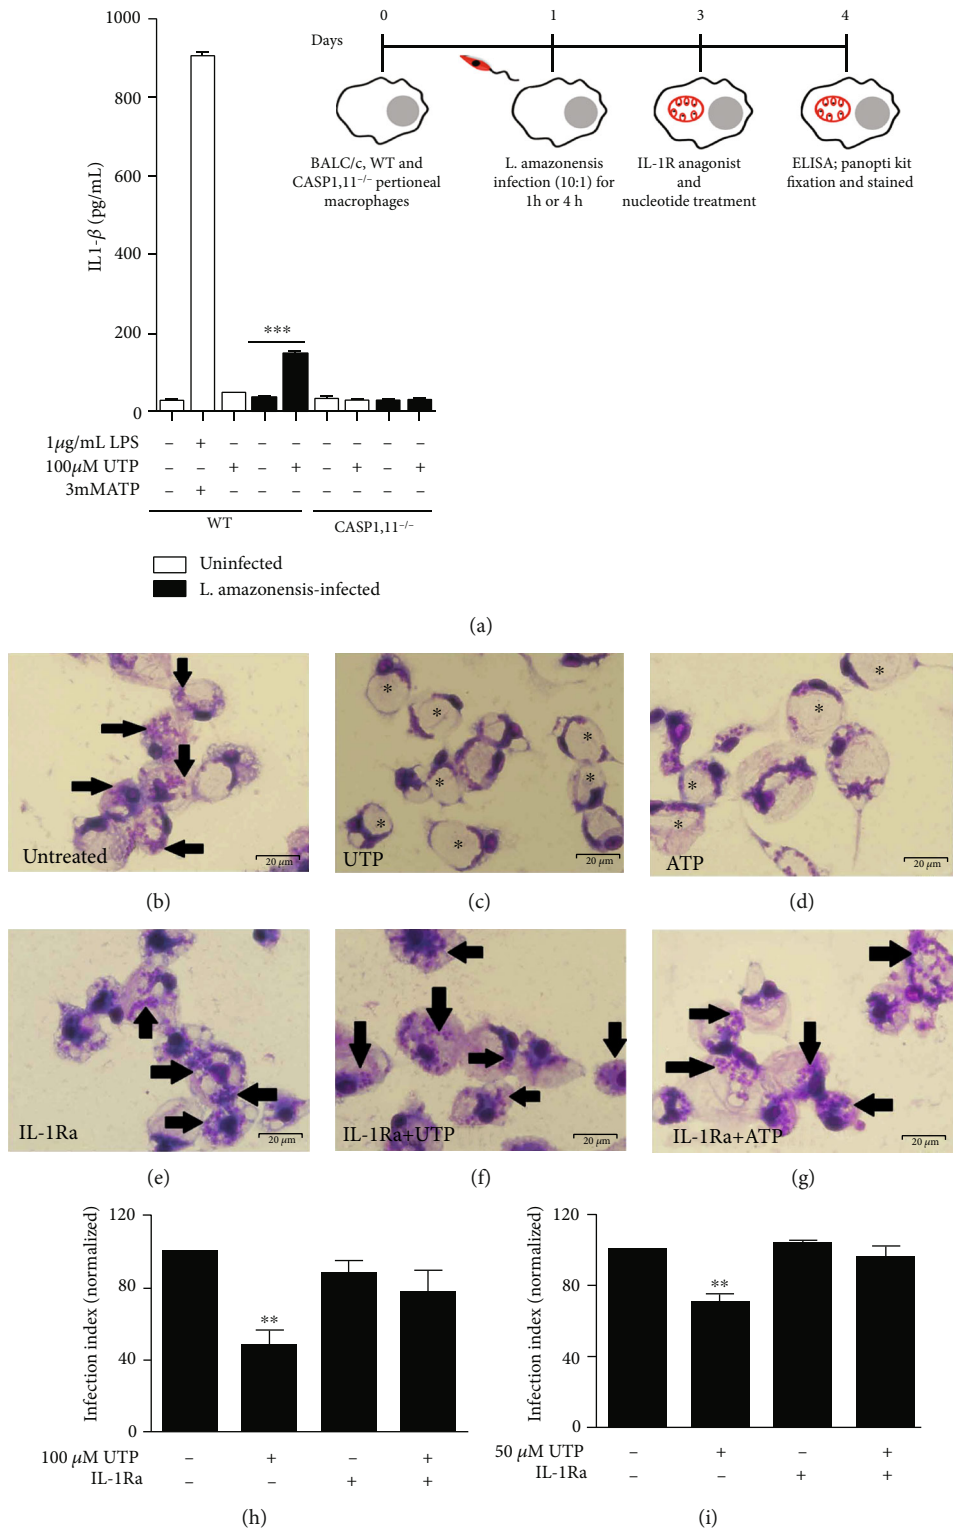 1000
800
600
400
200
0
IL1-β (pg/mL)
*** 
1μg/mL LPS – + – – – – – – –
100μM UTP – – + – + – + – +
3mMATP – + – – – – – – –
WT
CASP1,11–/–
Uninfected
L. amazonensis-infected
Days
0 1 3 4
BALC/c, WT and
CASP1,11–/– pertioneal
macrophages
L. amazonensis
infection (10:1) for
1h or 4 h
IL-1R anagonist
and
nucleotide treatment
ELISA; panopti kit
fixation and stained
(a)
Untreated
20 μm
(b)
* * * * * * *
UTP
20 μm
(c)
* * * *
ATP
20 μm
(d)
IL-1Ra
20 μm
(e)
IL-1Ra+UTP
20 μm
(f)
IL-1Ra+ATP
20 μm
(g)
Infection index (normalized)
120
80
40
0
**
100 μM UTP – + – +
IL-1Ra – – + +
(h)
Infection index (normalized)
120
80
40
0
**
50 μM UTP – + – +
IL-1Ra – – + +
(i)